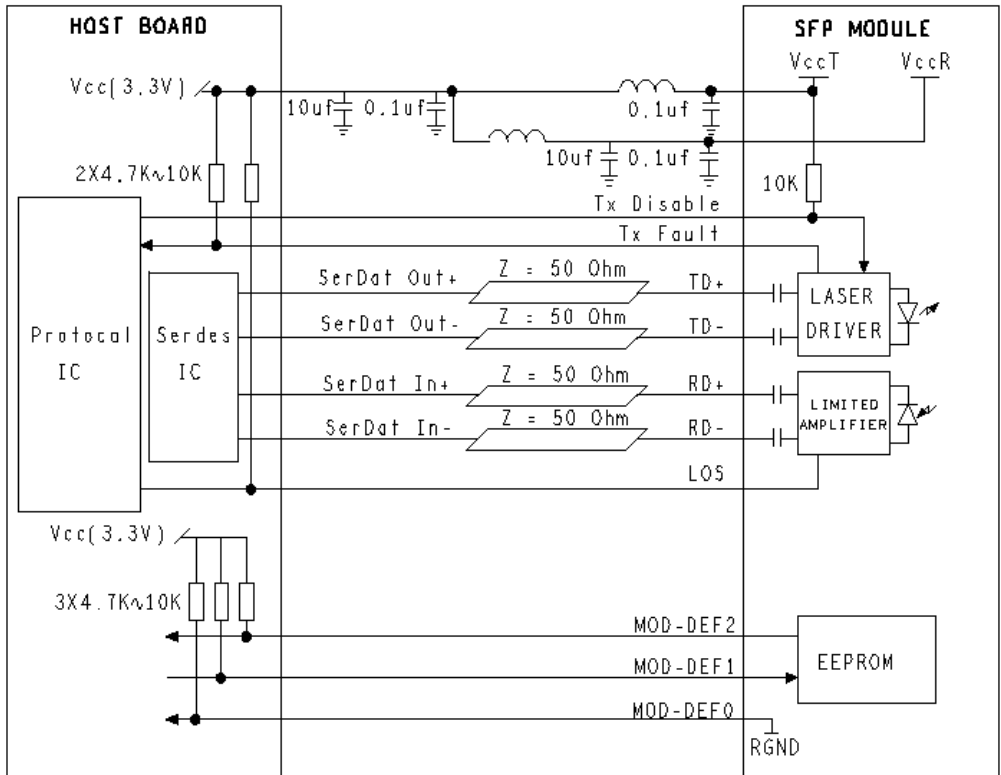 HOST BOARD
SFP MODULE
VccT
VccR
Vcc(3.3V)
10uf
0.1uf
0.1uf
10uf
0.1uf
2X4.7K~10K
10K
Tx Disable
Tx Fault
SerDat Out+
Z = 50 Ohm
TD+
SerDat Out-
Z = 50 Ohm
TD-
LASER
DRIVER
Protocal
IC
Serdes
IC
SerDat In+
Z = 50 Ohm
RD+
SerDat In-
Z = 50 Ohm
RD-
LIMITED
AMPLIFIER
LOS
Vcc(3.3V)
3X4.7K~10K
MOD-DEF2
MOD-DEF1
MOD-DEF0
EEPROM
RGND